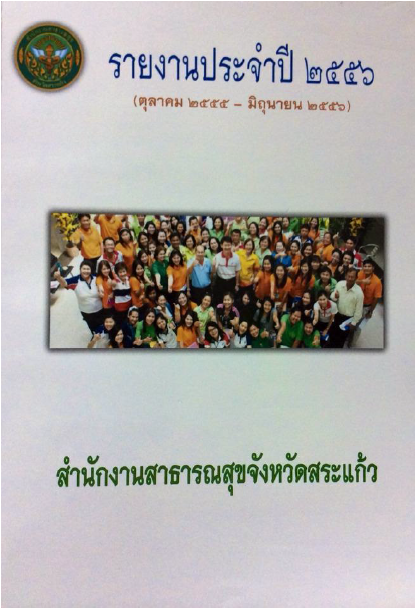 รายงานประจำปี ๒๕๕๖
(ตุลาคม ๒๕๕๕ – มิถุนายน ๒๕๕๖)
สำนักงานสาธารณสุขจังหวัดสระแก้ว